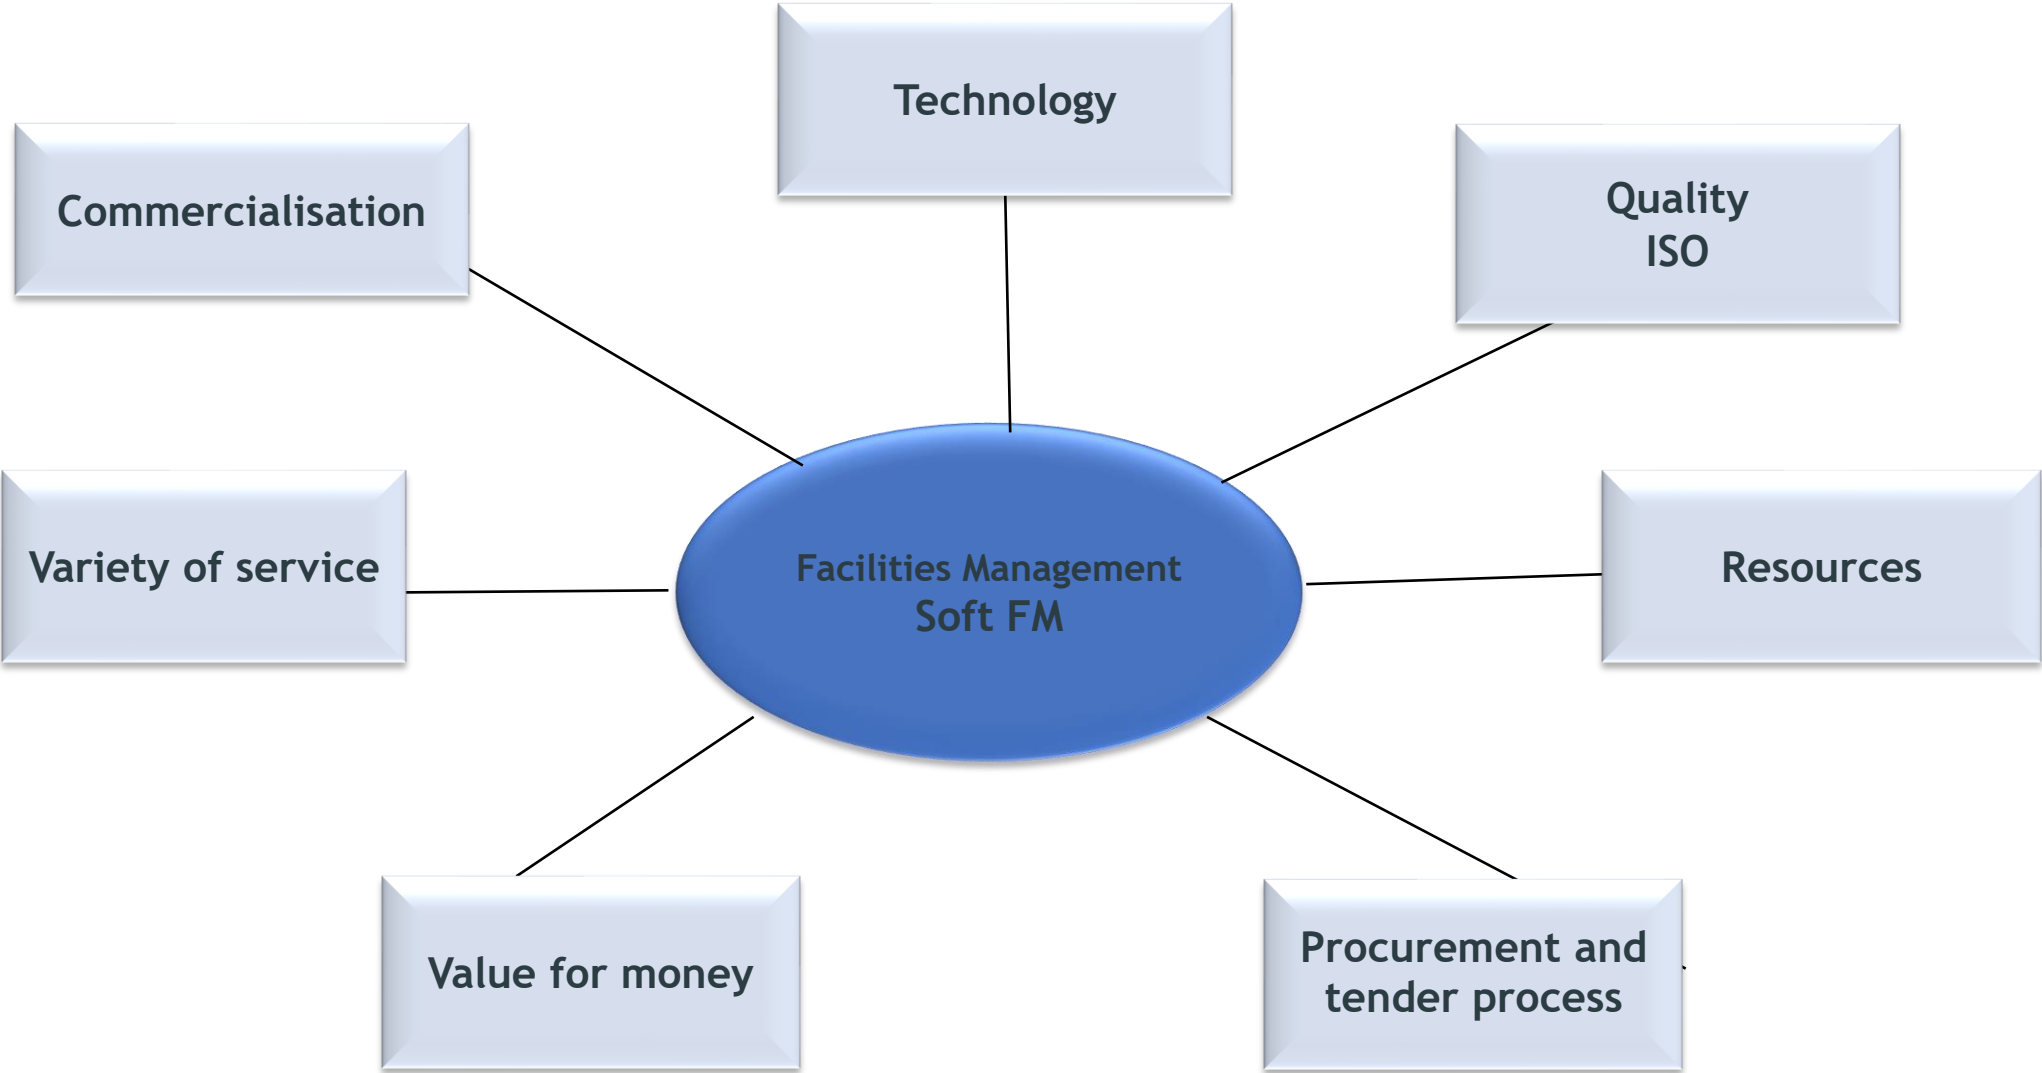 Technology
Commercialisation
Quality
ISO
Variety of service
Facilities Management
Soft FM
Resources
Value for money
Procurement and
tender process